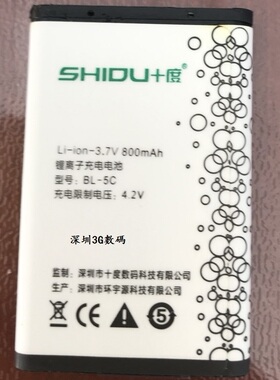 SHIDU十度
Li-ion-3.7V 800mAh
锂离子充电电池
型号: BL-5C
充电限制电压: 4.2V
深圳3G數碼
监制: 深圳市十度数码科技有限公司
生产: 深圳市环宇源科技有限公司
5